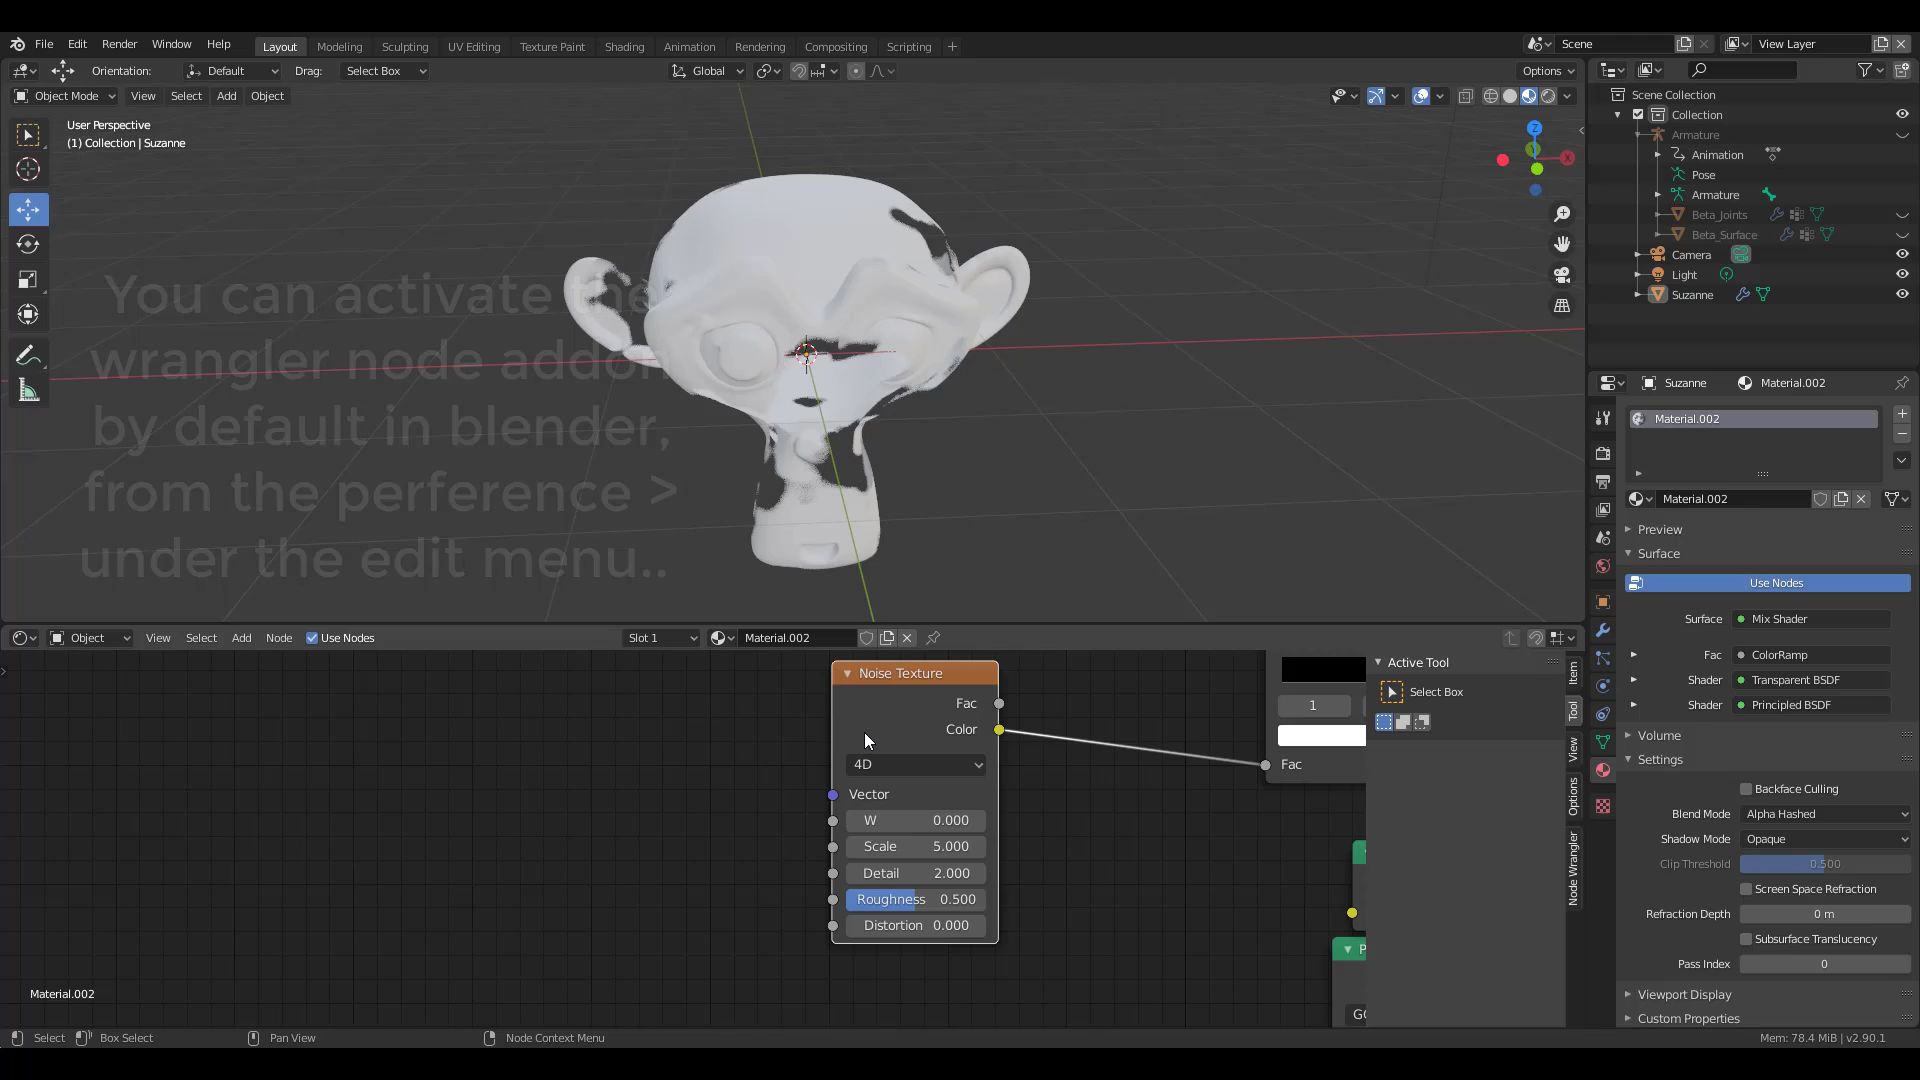 File Edit Render Window Help Layout Modeling Sculpting UV Editing Texture Paint Shading Animation Rendering Compositing Scripting + Scene View Layer
Orientation: Default Drag: Select Box Global Options
Object Mode View Select Add Object
User Perspective
(1) Collection | Suzanne
You can activate the
wrangler node addon
by default in blender,
from the perference >
under the edit menu..
Z
Scene Collection
Collection
Armature
Animation
Pose
Armature
Beta_Joints
Beta_Surface
Camera
Light
Suzanne
Suzanne Material.002
Material.002
Material.002
Preview
Surface
Use Nodes
Surface Mix Shader
Fac ColorRamp
Shader Transparent BSDF
Shader Principled BSDF
Volume
Settings
Backface Culling
Blend Mode Alpha Hashed
Shadow Mode Opaque
Clip Threshold 0.500
Screen Space Refraction
Refraction Depth 0 m
Subsurface Translucency
Pass Index 0
Viewport Display
Custom Properties
Object View Select Add Node Use Nodes Slot 1 Material.002
Noise Texture
Fac
Color
4D
Vector
W 0.000
Scale 5.000
Detail 2.000
Roughness 0.500
Distortion 0.000
1
Fac
P
GC
Active Tool
Select Box
Item
Tool
View
Options
Node Wrangler
Material.002
Select Box Select Pan View Node Context Menu Mem: 78.4 MiB | v2.90.1